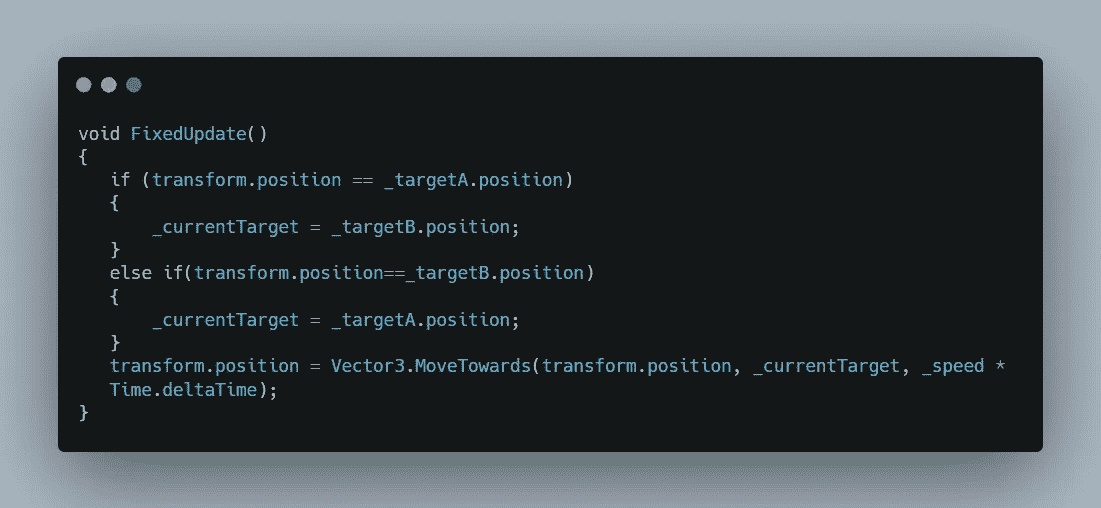 void FixedUpdate()
{
if (transform.position == _targetA.position)
{
_currentTarget = _targetB.position;
}
else if(transform.position==_targetB.position)
{
_currentTarget = _targetA.position;
}
transform.position = Vector3.MoveTowards(transform.position, _currentTarget, _speed *
Time.deltaTime);
}